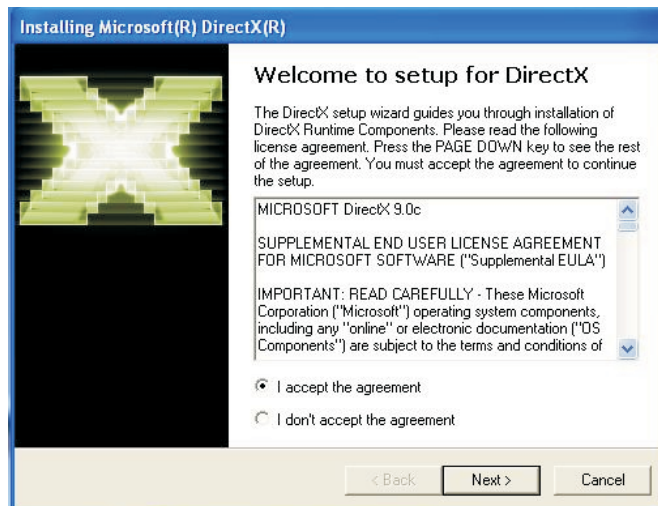 Installing Microsoft(R) DirectX(R)
Welcome to setup for DirectX
The DirectX setup wizard guides you through installation of
DirectX Runtime Components. Please read the following
license agreement. Press the PAGE DOWN key to see the rest
of the agreement. You must accept the agreement to continue
the setup.
MICROSOFT DirectX 9.0c
SUPPLEMENTAL END USER LICENSE AGREEMENT
FOR MICROSOFT SOFTWARE ("Supplemental EULA")
IMPORTANT: READ CAREFULLY - These Microsoft
Corporation ("Microsoft") operating system components,
including any "online" or electronic documentation ("OS
Components") are subject to the terms and conditions of
I accept the agreement
I don't accept the agreement
< Back Next > Cancel